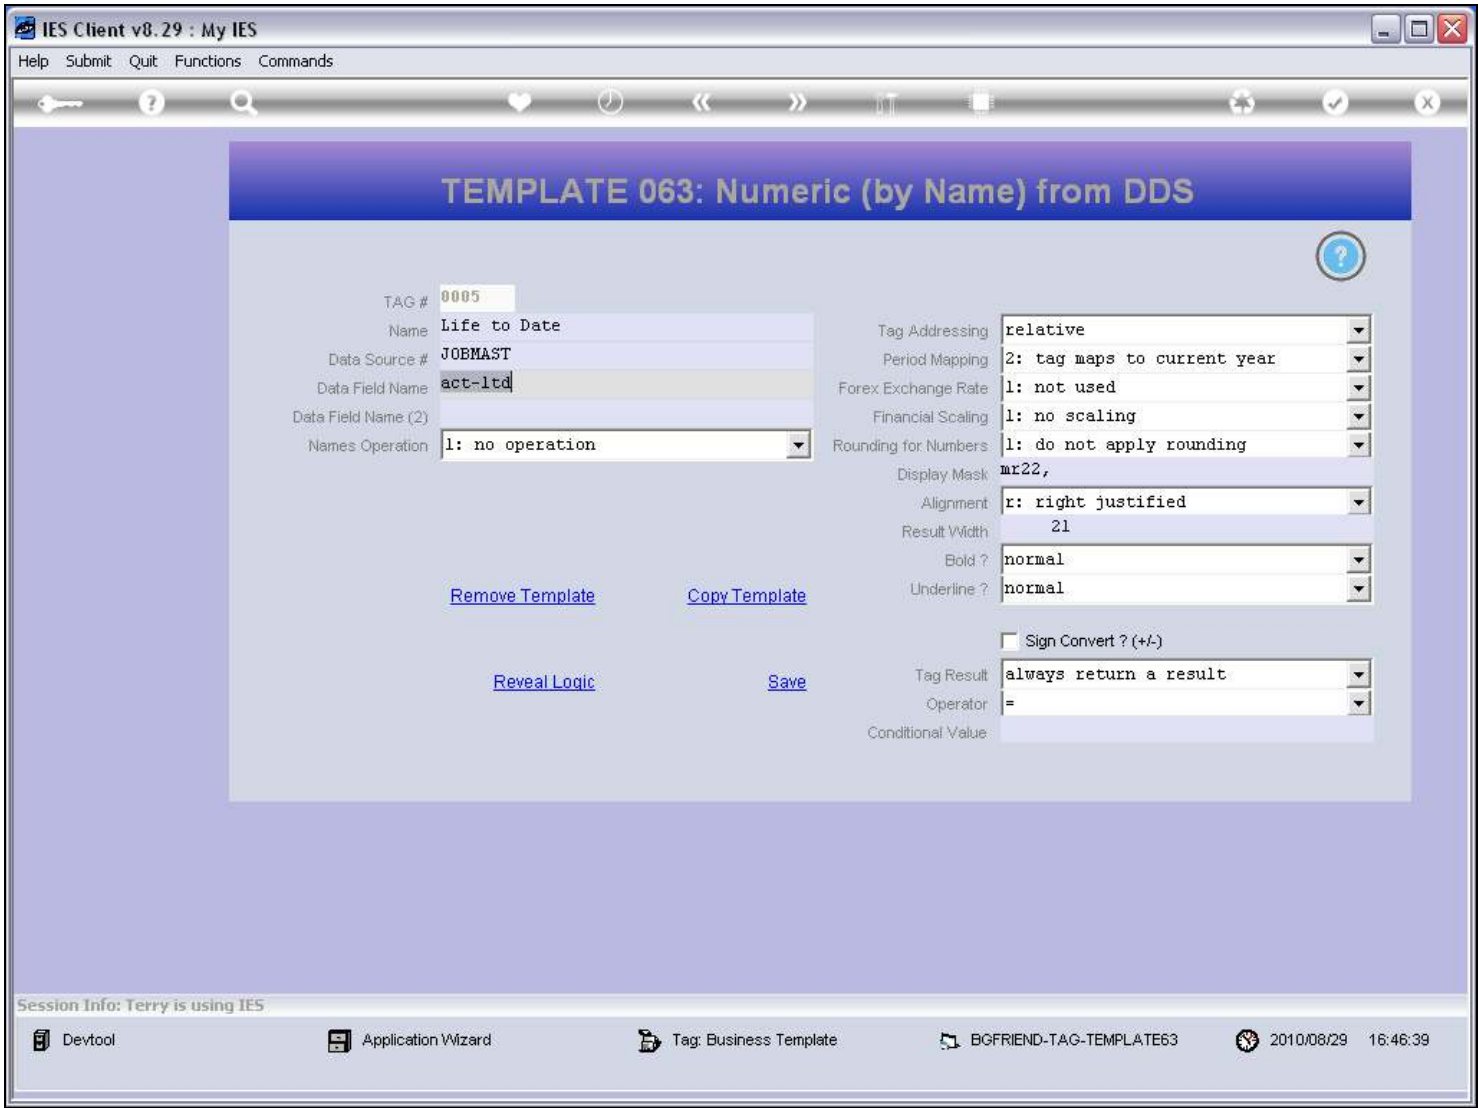 IES Client v8.29 : My IES
Help Submit Quit Functions Commands
TEMPLATE 063: Numeric (by Name) from DDS
TAG # 0005
Name Life to Date
Data Source # JOBMAST
Data Field Name act-ltd
Data Field Name (2)
Names Operation 1: no operation
Remove Template Copy Template
Reveal Logic Save
Tag Addressing relative
Period Mapping 2: tag maps to current year
Forex Exchange Rate 1: not used
Financial Scaling 1: no scaling
Rounding for Numbers 1: do not apply rounding
Display Mask mr22,
Alignment r: right justified
Result Width 21
Bold ? normal
Underline ? normal
Sign Convert ? (+/-)
Tag Result always return a result
Operator =
Conditional Value
Session Info: Terry is using IES
Devtool Application Wizard Tag: Business Template BGFRIEND-TAG-TEMPLATE63 2010/08/29 16:46:39